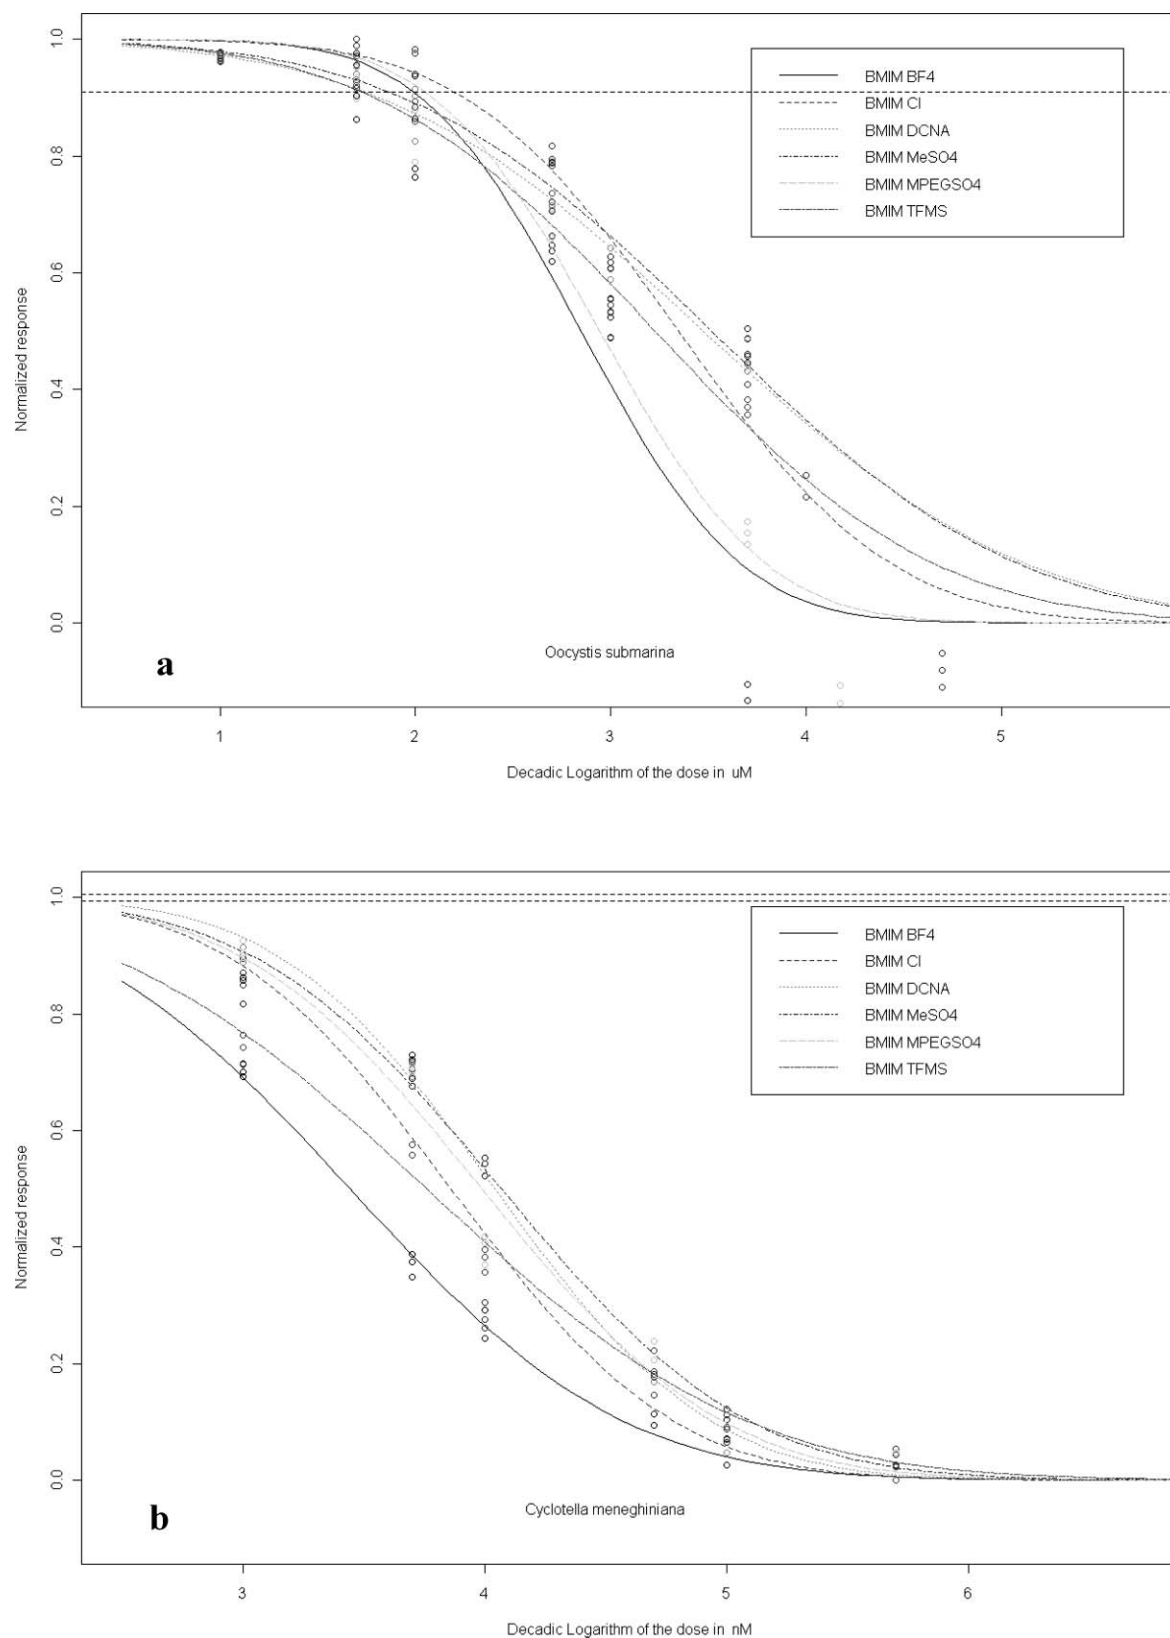 1.0
0.8
0.6
0.4
0.2
0.0
Normalized response
BMIM BF4
BMIM Cl
BMIM DCNA
BMIM MeSO4
BMIM MPEGSO4
BMIM TFMS
a
Oocystis submarina
1 2 3 4 5
Decadic Logarithm of the dose in uM
1.0
0.8
0.6
0.4
0.2
0.0
Normalized response
BMIM BF4
BMIM Cl
BMIM DCNA
BMIM MeSO4
BMIM MPEGSO4
BMIM TFMS
b
Cyclotella meneghiniana
3 4 5 6
Decadic Logarithm of the dose in nM